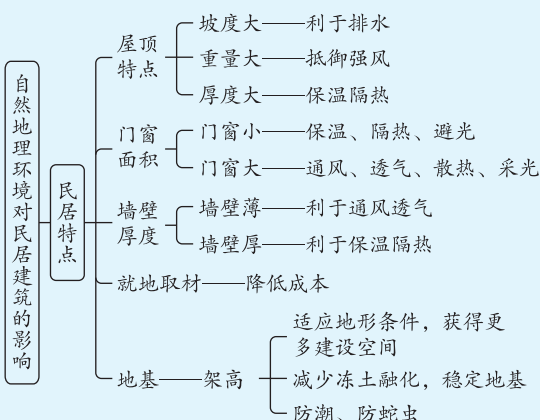 自然地理环境对民居建筑的影响
民居特点
屋顶
特点
坡度大——利于排水
重量大——抵御强风
厚度大——保温隔热
门窗
面积
门窗小——保温、隔热、避光
门窗大——通风、透气、散热、采光
墙壁
厚度
墙壁薄——利于通风透气
墙壁厚——利于保温隔热
就地取材——降低成本
地基——架高
适应地形条件，获得更
多建设空间
减少冻土融化，稳定地基
防潮、防蛇虫